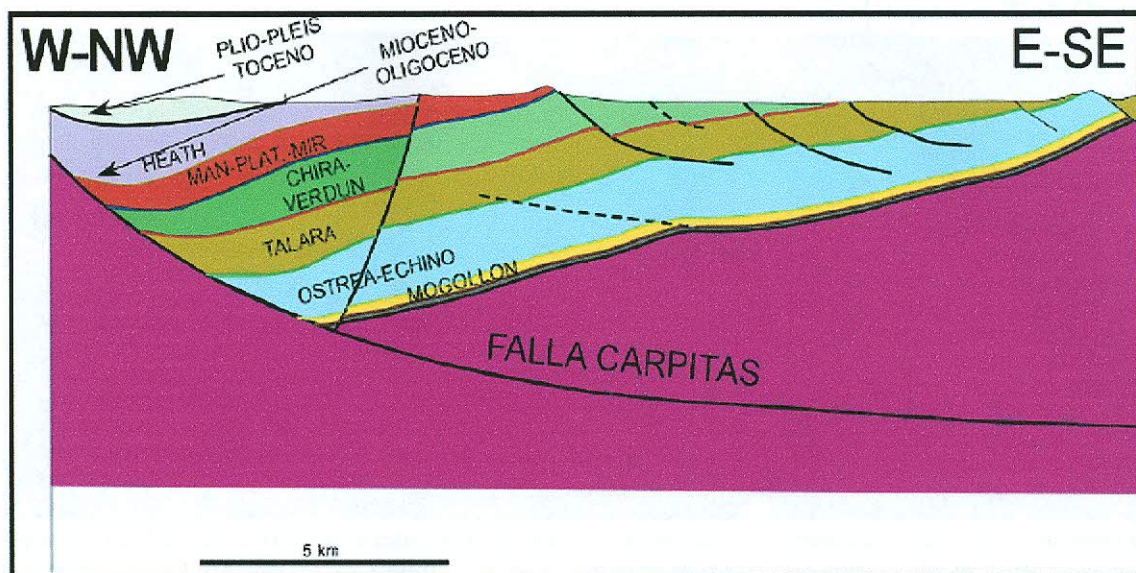 W-NW
PLIO-PLEIS
TOCENO
MIOCENO-
OLIGOCENO
E-SE
HEATH
MAN-PLAT.-MIR
CHIRA-
VERDUN
TALARA
OSTREA-ECHINO
MOGOLLON
FALLA CARPITAS
5 km